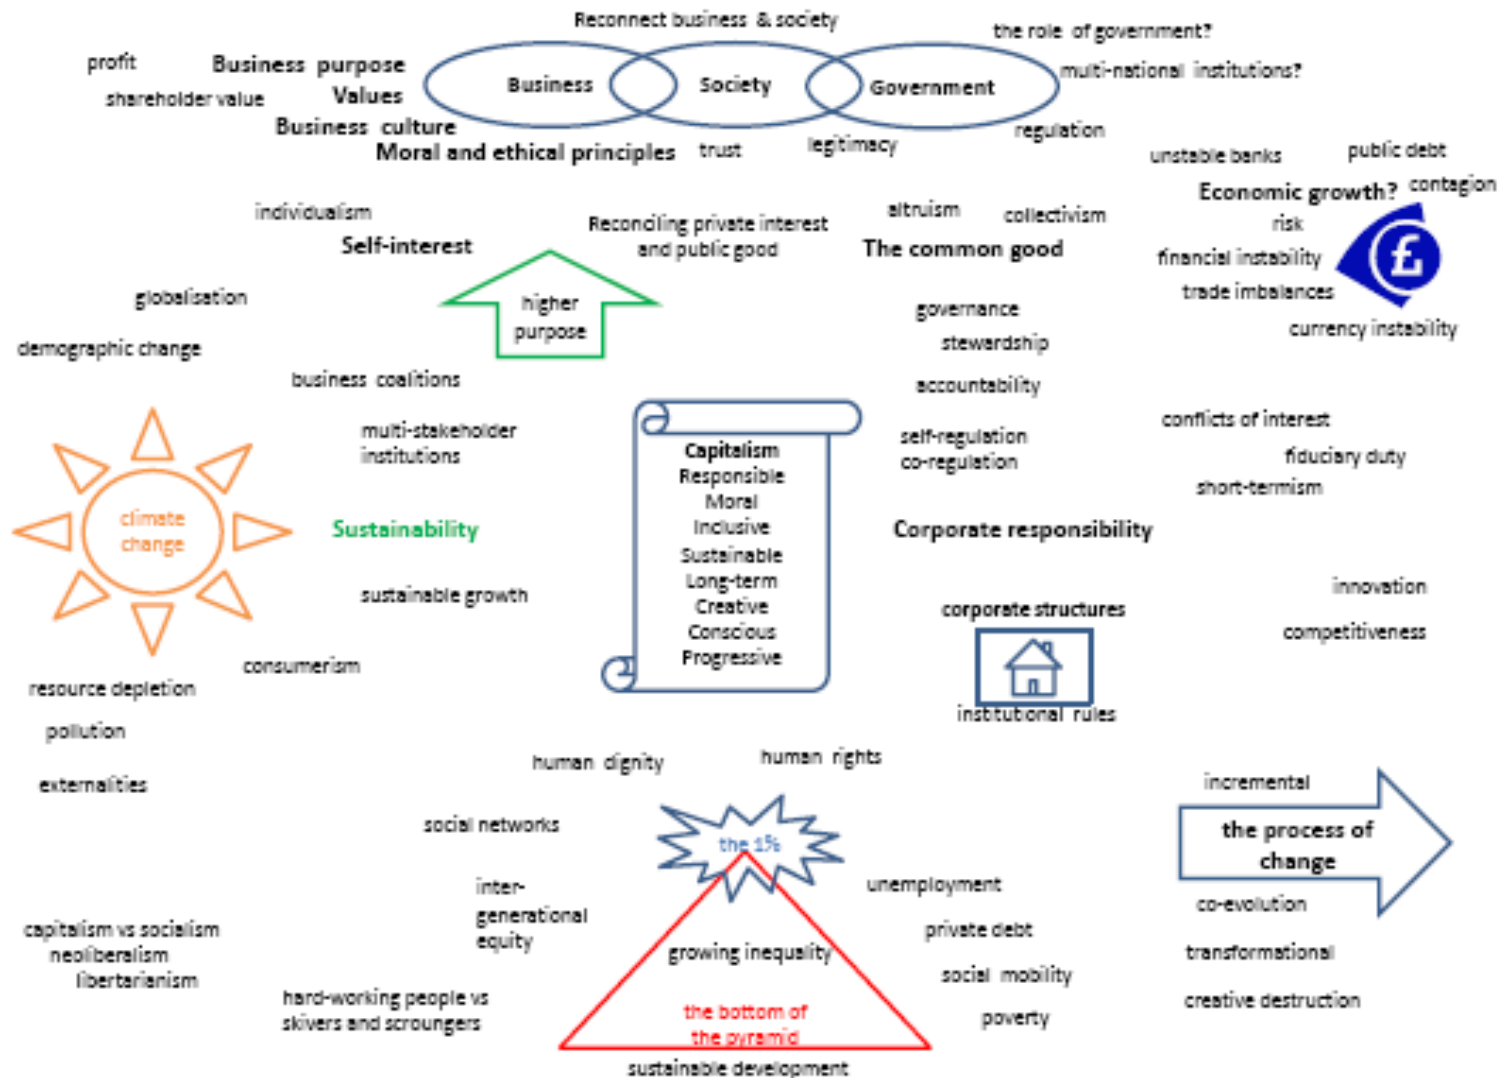 Reconnect business & society
the role of government?
profit
Business purpose
Business
Society
Government
multi-national institutions?
shareholder value
Values
Business culture
Moral and ethical principles
trust
legitimacy
regulation
unstable banks
public debt
Economic growth?
contagion
individualism
Self-interest
Reconciling private interest
and public good
altruism
collectivism
The common good
risk
financial instability
£
trade imbalances
currency instability
globalisation
demographic change
higher
purpose
governance
stewardship
accountability
business coalitions
multi-stakeholder
institutions
self-regulation
co-regulation
conflicts of interest
fiduciary duty
short-termism
climate
change
Sustainability
Capitalism
Responsible
Moral
Inclusive
Sustainable
Long-term
Creative
Conscious
Progressive
Corporate responsibility
sustainable growth
corporate structures
institutional rules
innovation
competitiveness
consumerism
resource depletion
pollution
externalities
human dignity
human rights
social networks
the 1%
incremental
the process of
change
co-evolution
transformational
creative destruction
inter-
generational
equity
unemployment
private debt
social mobility
poverty
growing inequality
the bottom of
the pyramid
sustainable development
capitalism vs socialism
neoliberalism
libertarianism
hard-working people vs
skivers and scroungers